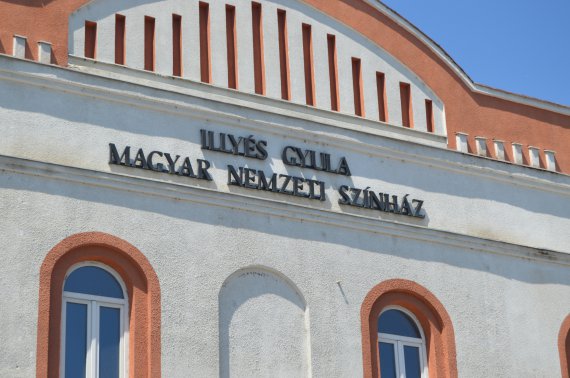 ILLYÉS GYULA
MAGYAR NEMZETI SZÍNHÁZ